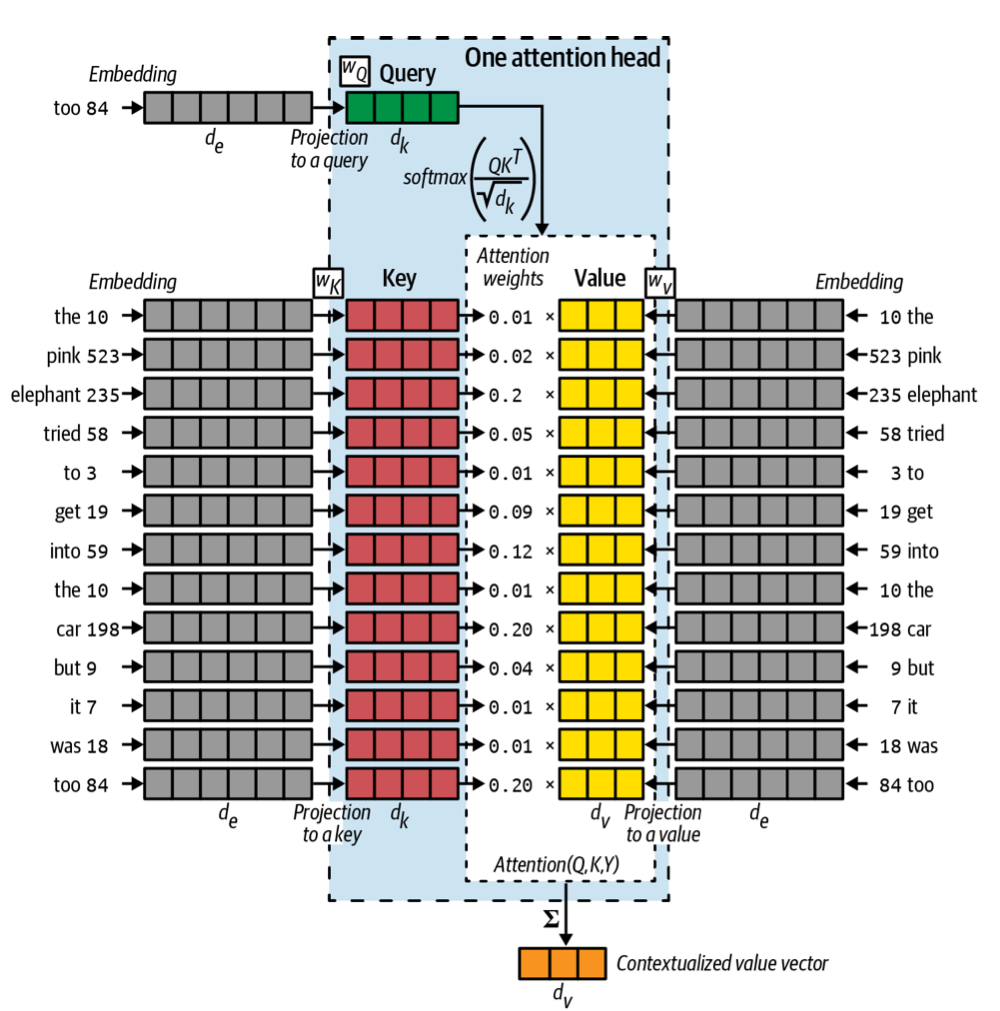 One attention head
Embedding
W_Q Query
too 84
d_e
Projection
to a query
d_k
softmax(QK^T / √d_k)
Attention
weights
Embedding
W_K
Key
Value
W_V
Embedding
the 10 0.01 × 10 the
pink 523 0.02 × 523 pink
elephant 235 0.2 × 235 elephant
tried 58 0.05 × 58 tried
to 3 0.01 × 3 to
get 19 0.09 × 19 get
into 59 0.12 × 59 into
the 10 0.01 × 10 the
car 198 0.20 × 198 car
but 9 0.04 × 9 but
it 7 0.01 × 7 it
was 18 0.01 × 18 was
too 84 0.20 × 84 too
d_e
Projection
to a key
d_k
d_v
Projection
to a value
d_e
Attention(Q,K,Y)
Σ
Contextualized value vector
d_v